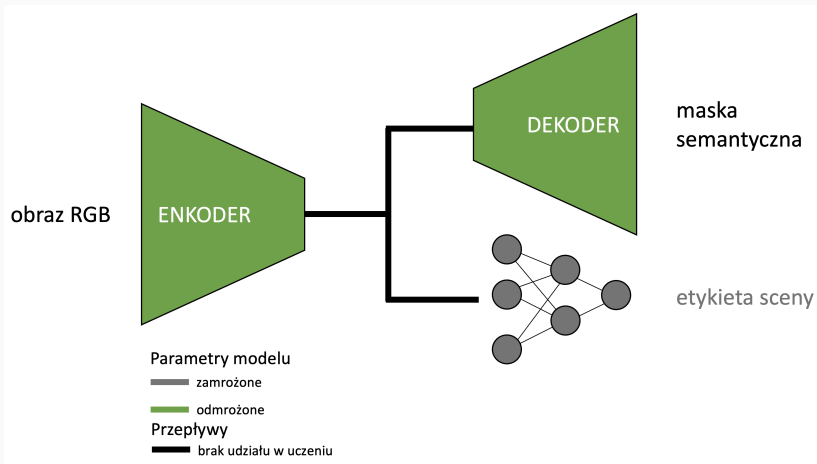 obraz RGB
ENKODER
DEKODER
maska
semantyczna
etykieta sceny
Parametry modelu
zamrożone
odmrożone
Przepływy
brak udziału w uczeniu